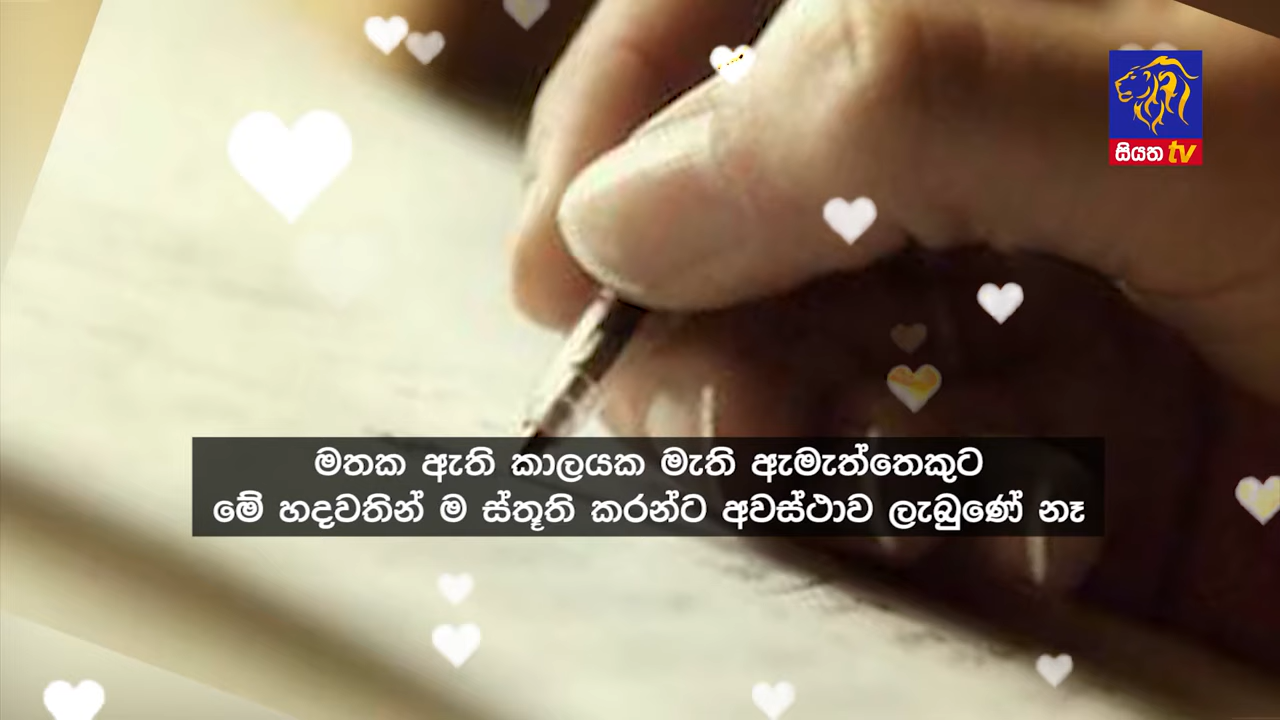 සියත tv
මතක ඇති කාලයක මැති ඇමැත්තෙකුට
මේ හදවතින් ම ස්තූති කරන්ට අවස්ථාව ලැබුණේ නෑ